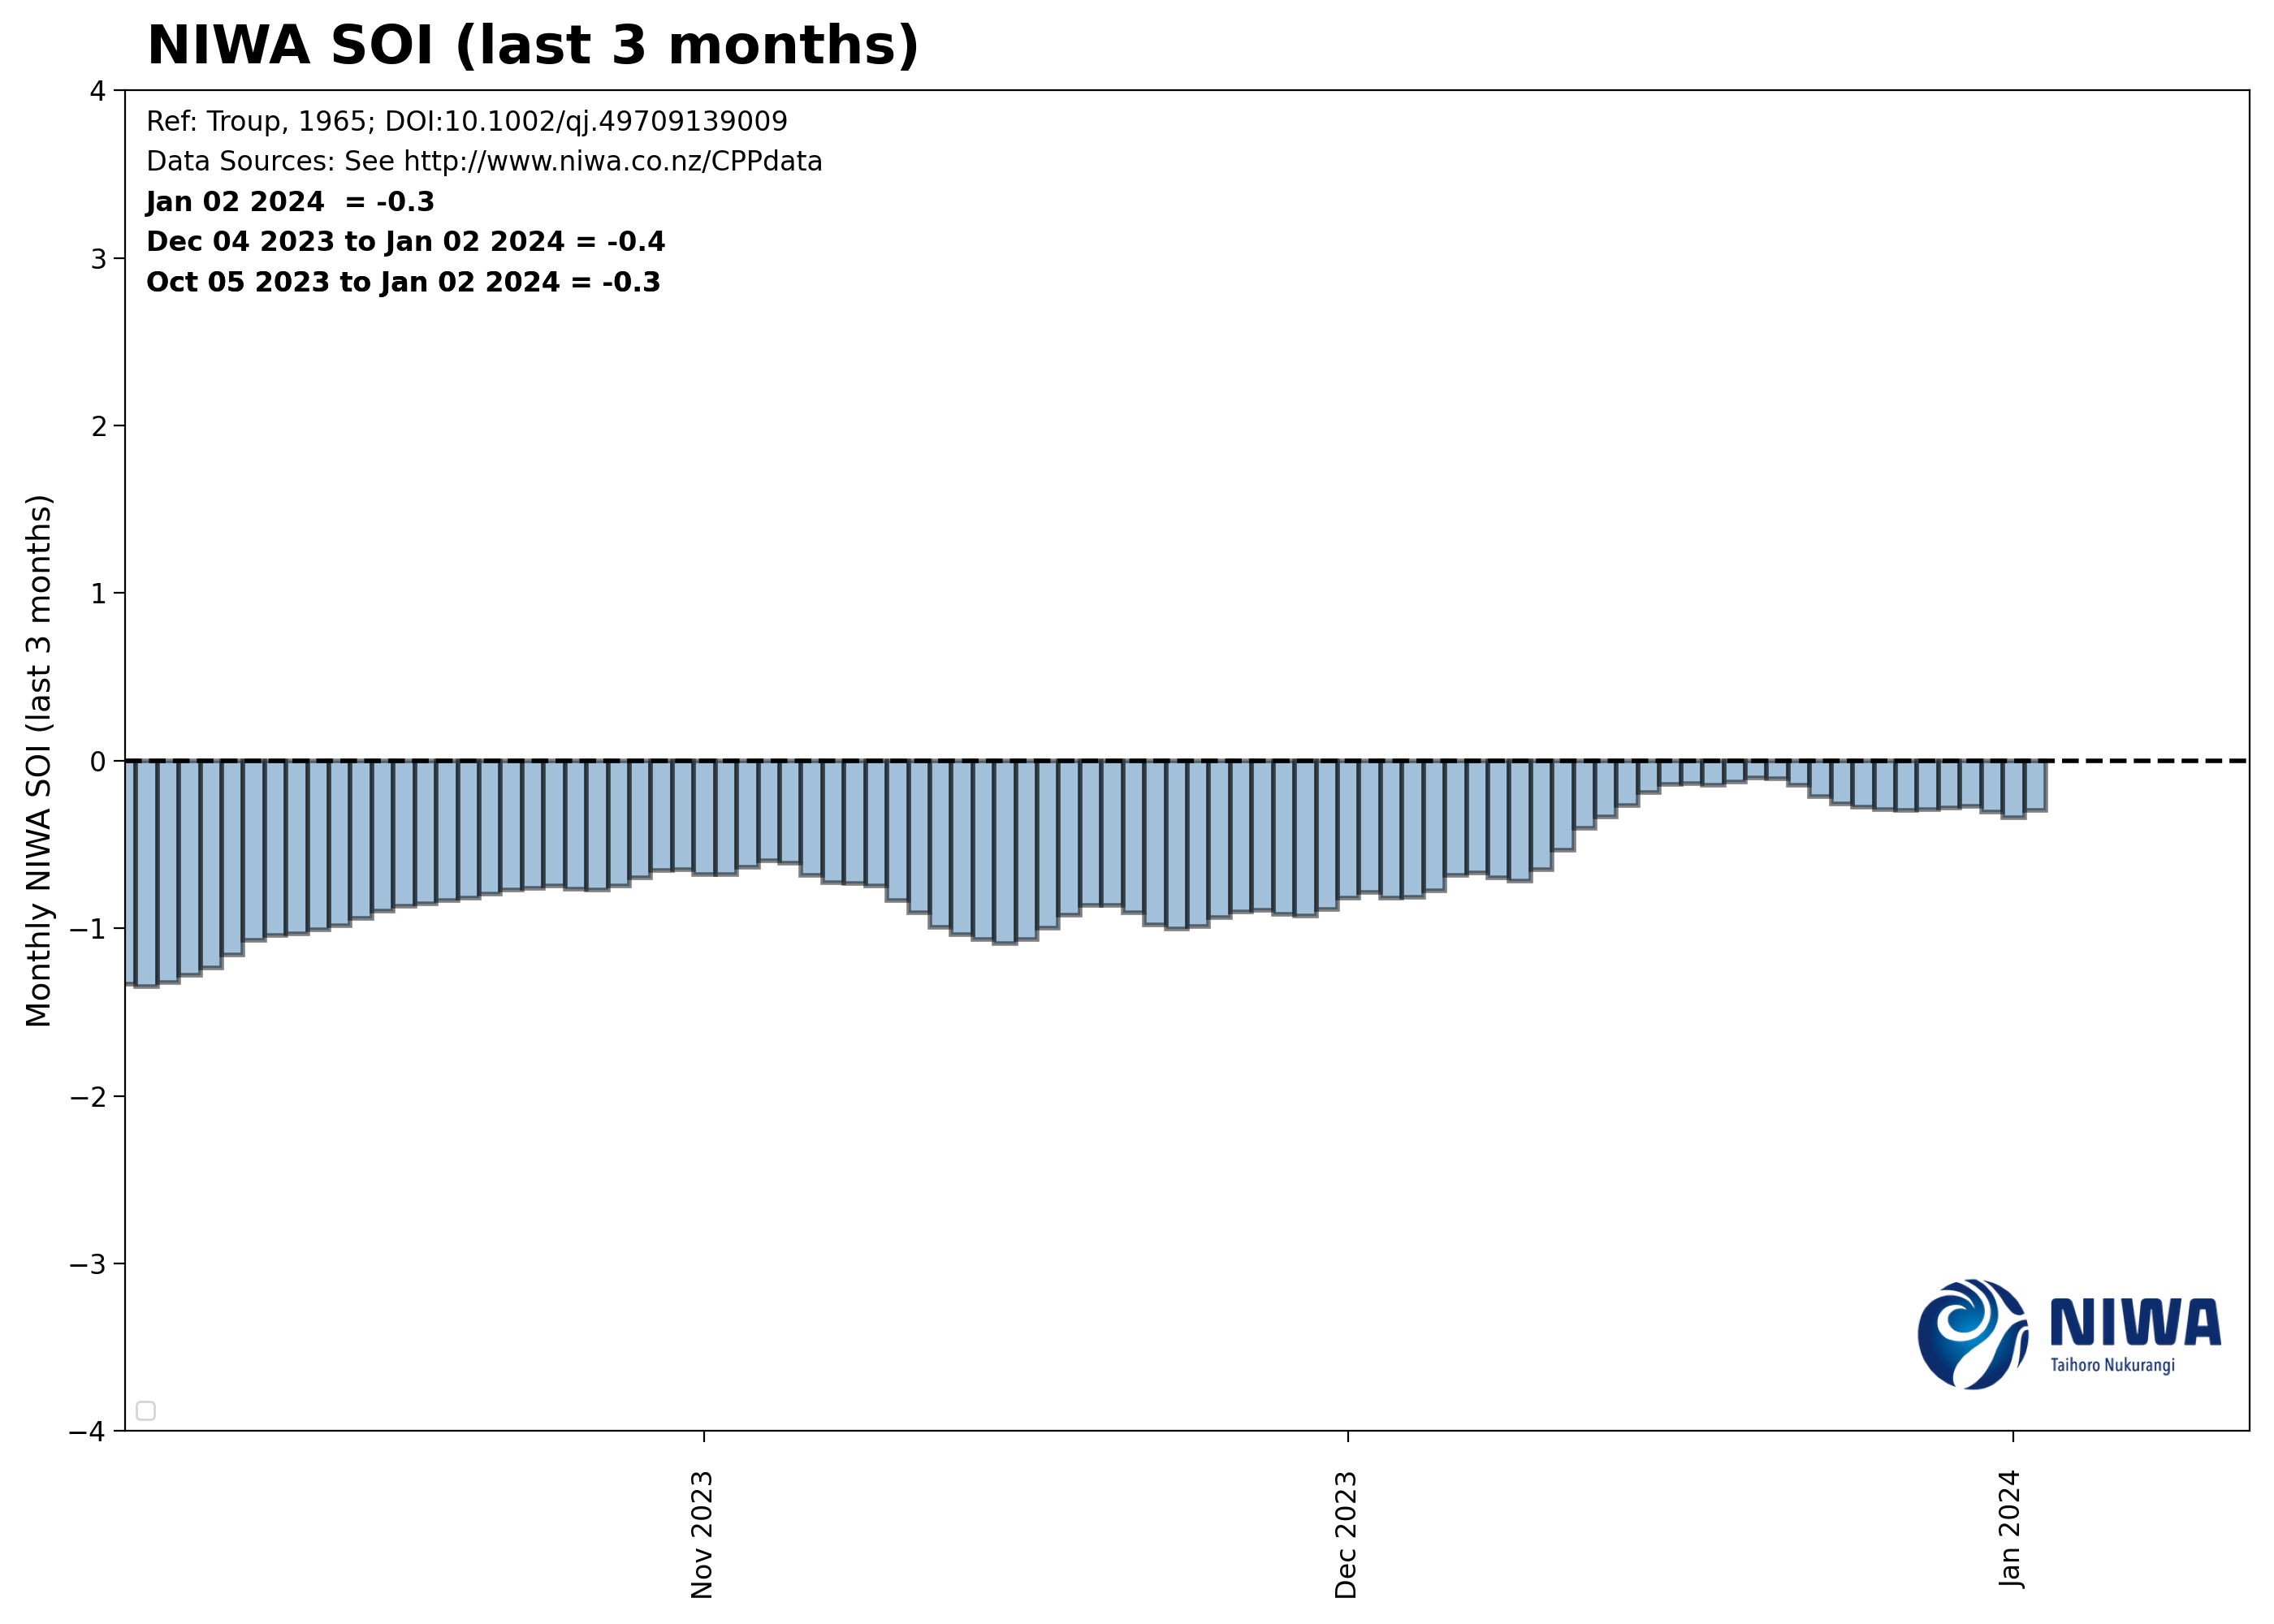 NIWA SOI (last 3 months)
Ref: Troup, 1965; DOI:10.1002/qj.49709139009
Data Sources: See http://www.niwa.co.nz/CPPdata
Jan 02 2024  = -0.3
Dec 04 2023 to Jan 02 2024 = -0.4
Oct 05 2023 to Jan 02 2024 = -0.3
Monthly NIWA SOI (last 3 months)
4
3
2
1
0
−1
−2
−3
−4
Nov 2023
Dec 2023
Jan 2024
NIWA
Taihoro Nukurangi